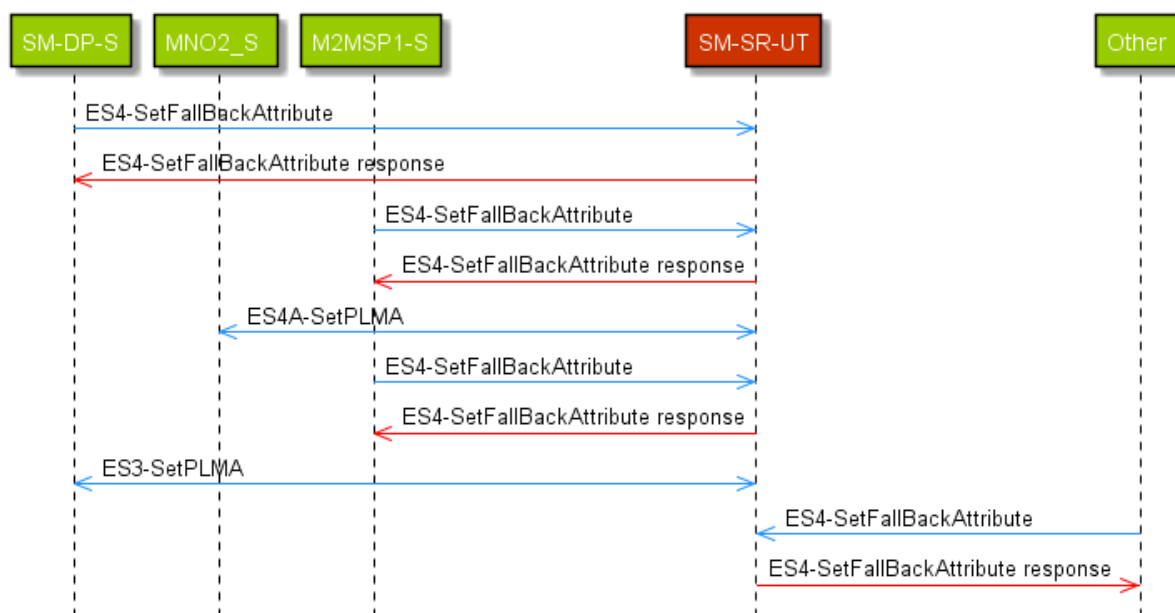 SM-DP-S
MNO2_S
M2MSP1-S
SM-SR-UT
Other
ES4-SetFallBackAttribute
ES4-SetFallBackAttribute response
ES4-SetFallBackAttribute
ES4-SetFallBackAttribute response
ES4A-SetPLMA
ES4-SetFallBackAttribute
ES4-SetFallBackAttribute response
ES3-SetPLMA
ES4-SetFallBackAttribute
ES4-SetFallBackAttribute response